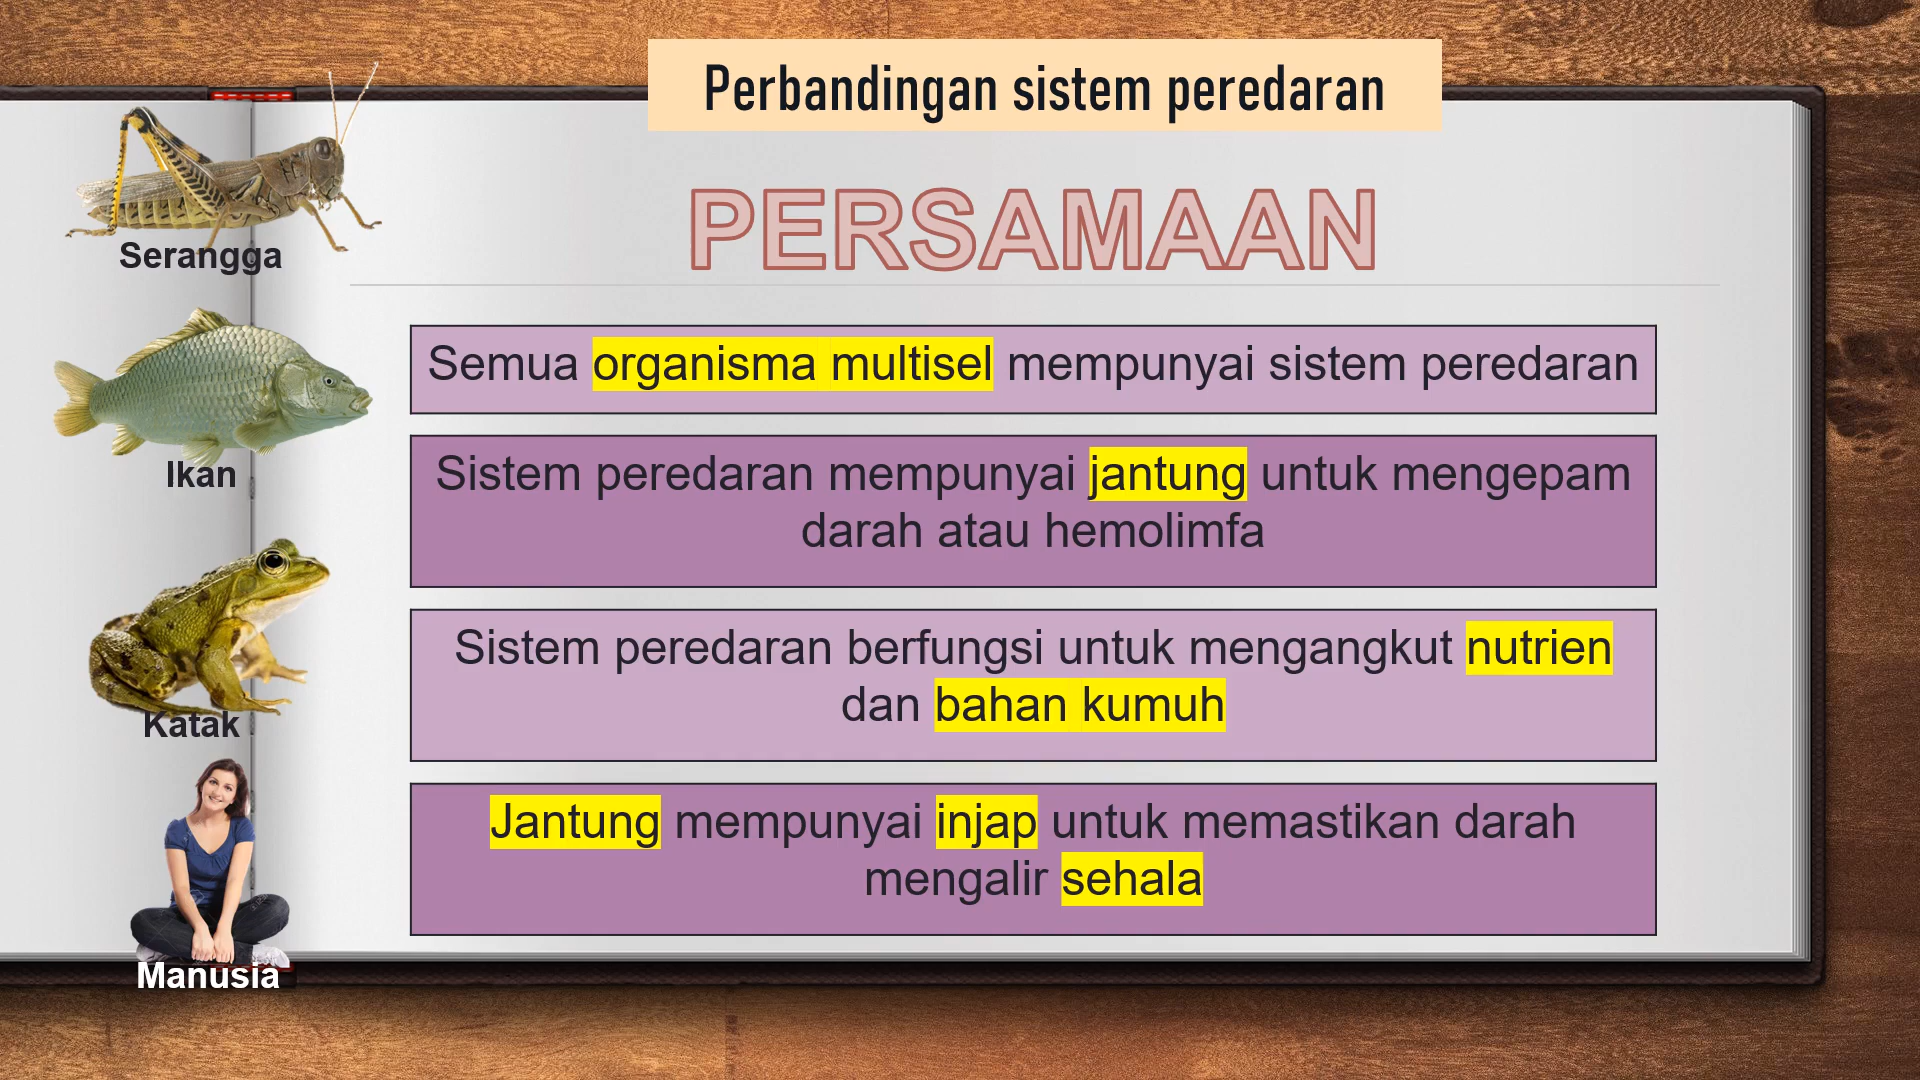 Perbandingan sistem peredaran
PERSAMAAN
Serangga
Ikan
Katak
Manusia
Semua organisma multisel mempunyai sistem peredaran
Sistem peredaran mempunyai jantung untuk mengepam
darah atau hemolimfa
Sistem peredaran berfungsi untuk mengangkut nutrien
dan bahan kumuh
Jantung mempunyai injap untuk memastikan darah
mengalir sehala